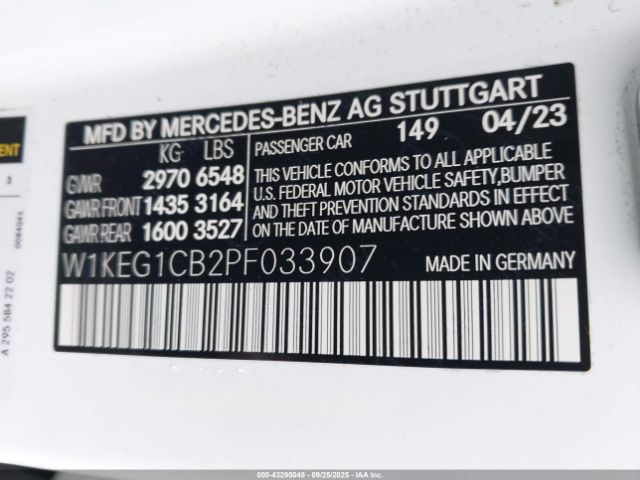 MFD BY MERCEDES-BENZ AG STUTTGART
KG LBS
PASSENGER CAR 149 04/23
GVWR 2970 6548
GAWR FRONT 1435 3164
GAWR REAR 1600 3527
THIS VEHICLE CONFORMS TO ALL APPLICABLE
U.S. FEDERAL MOTOR VEHICLE SAFETY,BUMPER
AND THEFT PREVENTION STANDARDS IN EFFECT
ON THE DATE OF MANUFACTURE SHOWN ABOVE.
W1KEG1CB2PF033907
MADE IN GERMANY
A 295 584 22 02
000-43295048 - 09/25/2025 - COPYRIGHT IAA